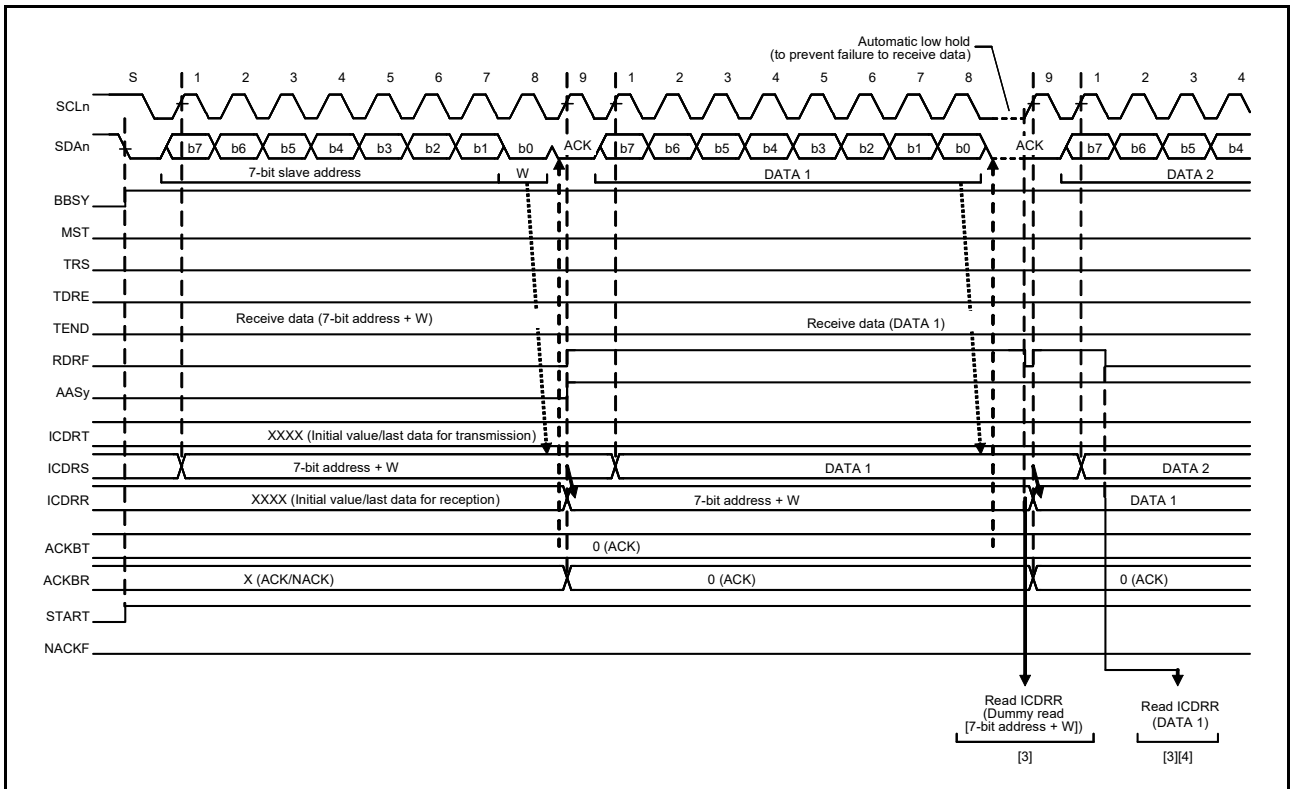 Automatic low hold
(to prevent failure to receive data)
S 1 2 3 4 5 6 7 8 9 1 2 3 4 5 6 7 8 9 1 2 3 4
SCLn
SDAn b7 b6 b5 b4 b3 b2 b1 b0 ACK b7 b6 b5 b4 b3 b2 b1 b0 ACK b7 b6 b5 b4
7-bit slave address W DATA 1 DATA 2
BBSY
MST
TRS
TDRE
Receive data (7-bit address + W) Receive data (DATA 1)
TEND
RDRF
AASy
ICDRT XXXX (Initial value/last data for transmission)
ICDRS 7-bit address + W DATA 1 DATA 2
ICDRR XXXX (Initial value/last data for reception) 7-bit address + W DATA 1
ACKBT 0 (ACK)
ACKBR X (ACK/NACK) 0 (ACK) 0 (ACK)
START
NACKF
Read ICDRR
(Dummy read
[7-bit address + W])
[3]
Read ICDRR
(DATA 1)
[3][4]